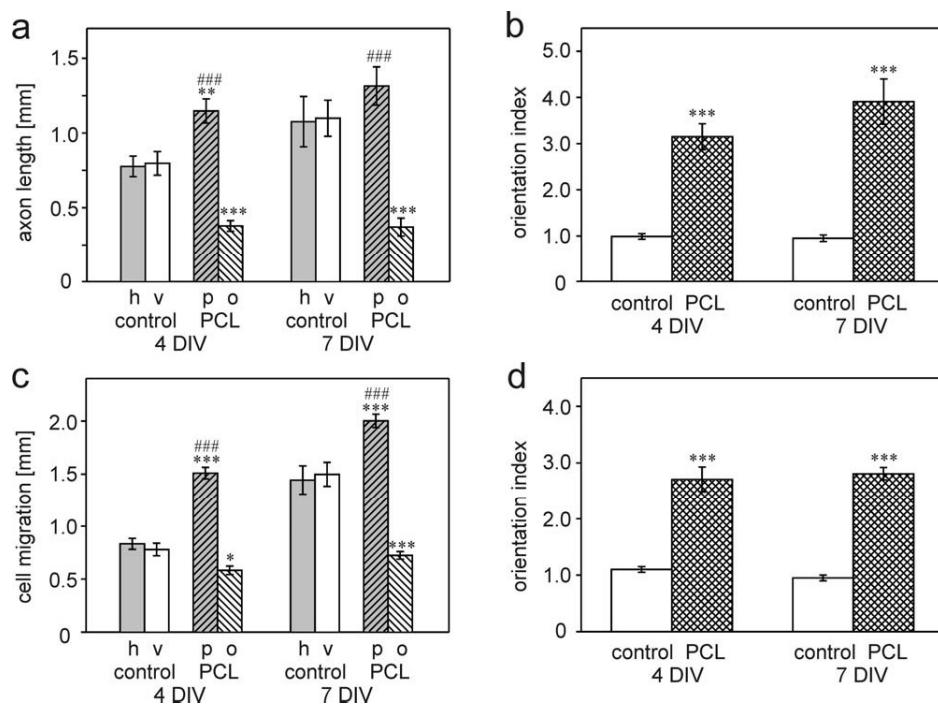 a
axon length [mm]
1.5
1.0
0.5
0
###
**
***
###
***
h v p o h v p o
control PCL control PCL
4 DIV 7 DIV
b
orientation index
5.0
4.0
3.0
2.0
1.0
0
***
***
control PCL control PCL
4 DIV 7 DIV
c
cell migration [mm]
2.0
1.5
1.0
0.5
0
###
***
*
###
***
***
h v p o h v p o
control PCL control PCL
4 DIV 7 DIV
d
orientation index
4.0
3.0
2.0
1.0
0
***
***
control PCL control PCL
4 DIV 7 DIV